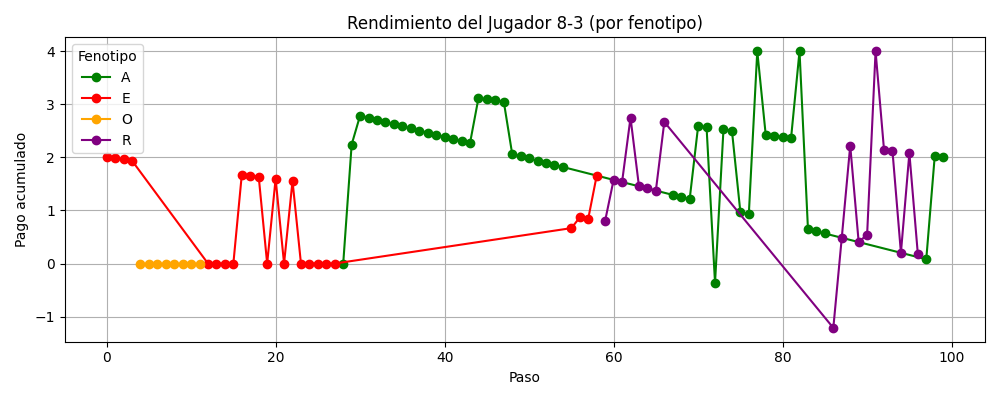 Rendimiento del Jugador 8-3 (por fenotipo)
Fenotipo
A
E
O
R
Pago acumulado
4
3
2
1
0
−1
0
20
40
60
80
100
Paso